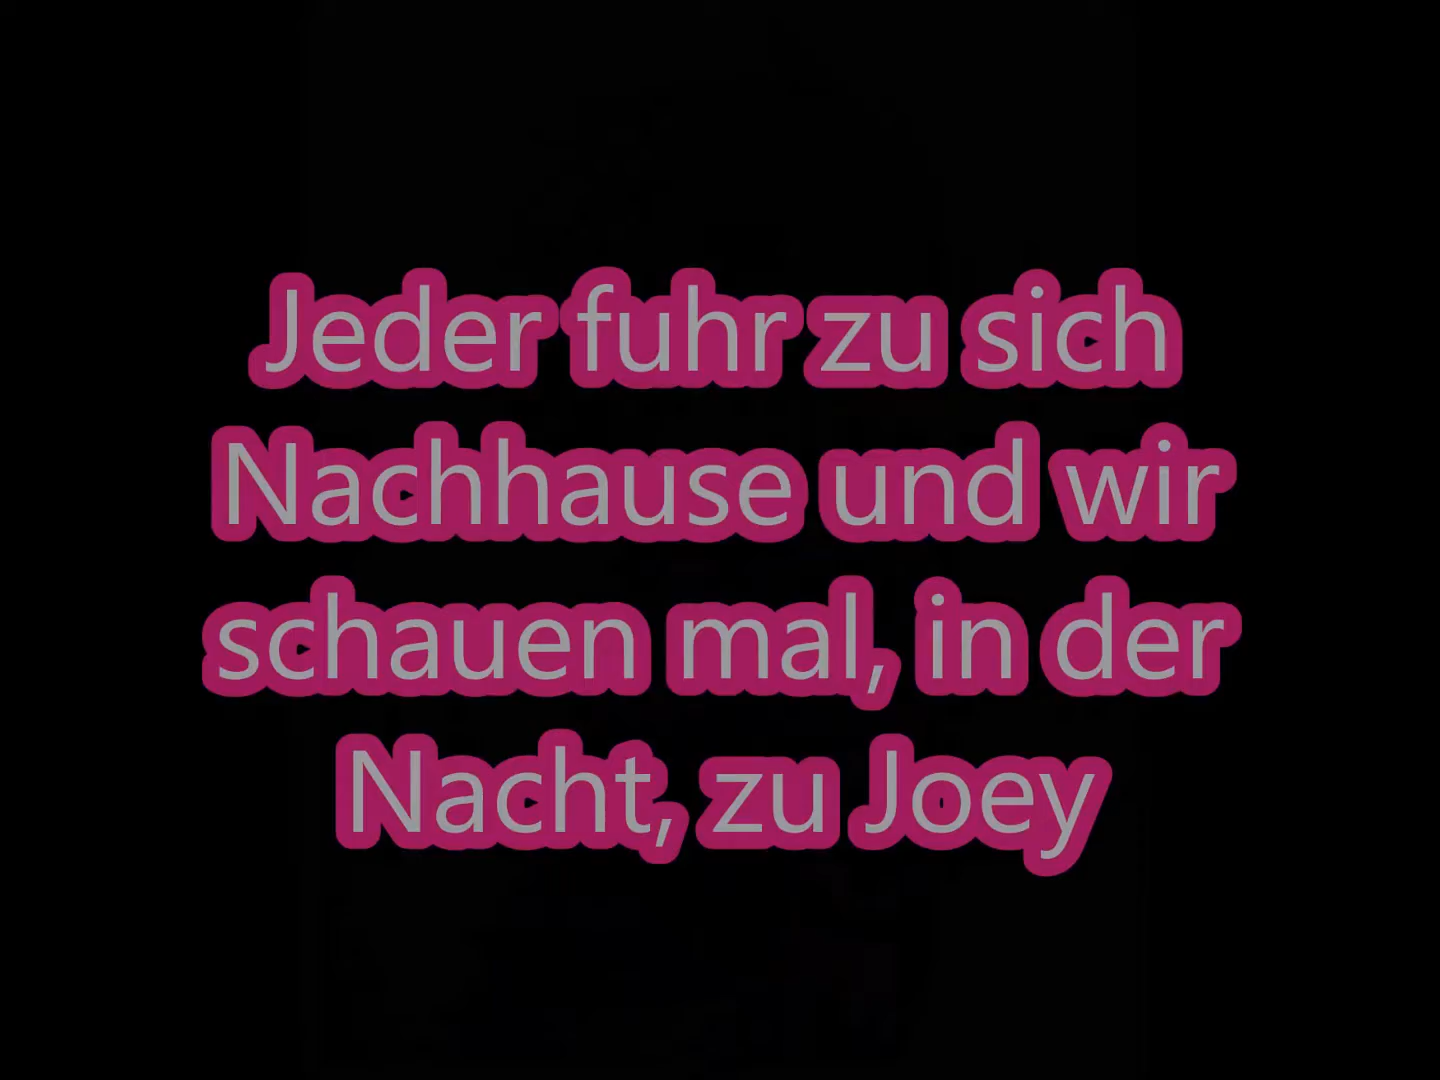 Jeder fuhr zu sich
Nachhause und wir
schauen mal, in der
Nacht, zu Joey